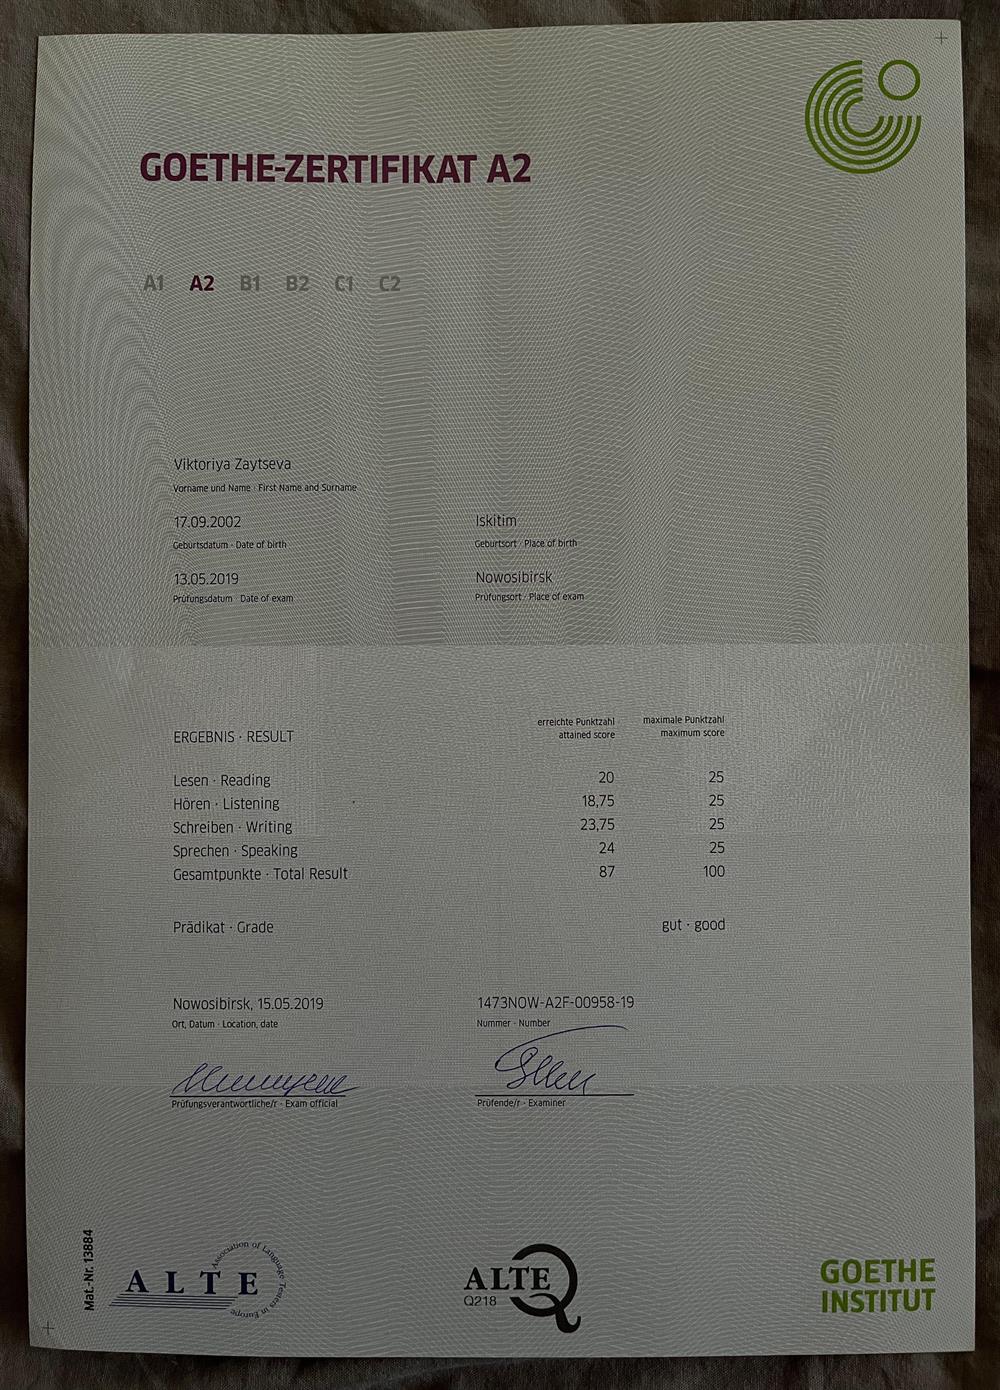 GOETHE-ZERTIFIKAT A2
A1 A2 B1 B2 C1 C2
Viktoriya Zaytseva
Vorname und Name · First Name and Surname
17.09.2002 Iskitim
Geburtsdatum · Date of birth Geburtsort · Place of birth
13.05.2019 Nowosibirsk
Prüfungsdatum · Date of exam Prüfungsort · Place of exam
erreichte Punktzahl maximale Punktzahl
ERGEBNIS · RESULT attained score maximum score
Lesen · Reading 20 25
Hören · Listening 18,75 25
Schreiben · Writing 23,75 25
Sprechen · Speaking 24 25
Gesamtpunkte · Total Result 87 100
Prädikat · Grade gut · good
Nowosibirsk, 15.05.2019 1473NOW-A2F-00958-19
Ort, Datum · Location, date Nummer · Number
Prüfungsverantwortliche/r · Exam official Prüfende/r · Examiner
Mat.-Nr. 13884
ALTE
Association of Language Testers in Europe
ALTE
Q218
GOETHE
INSTITUT